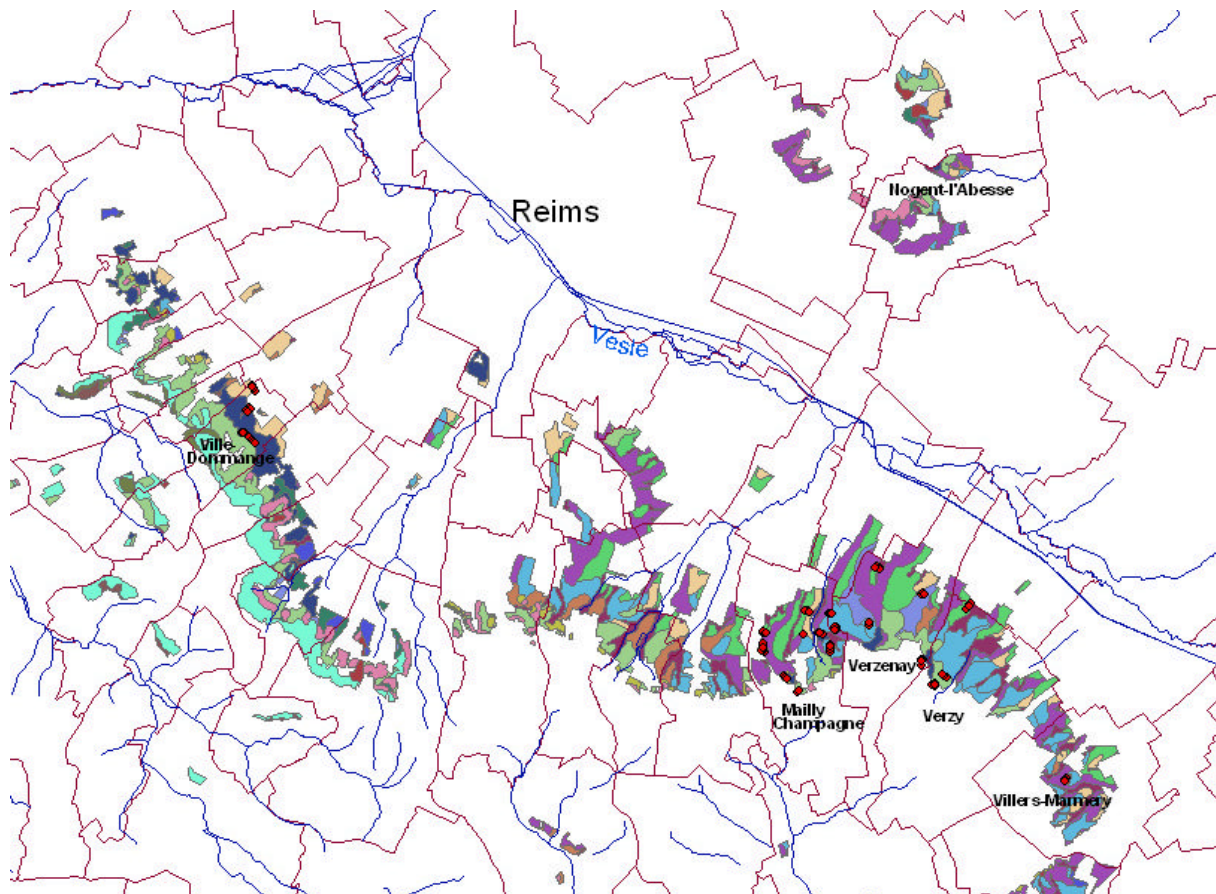 Nogent-l'Abesse
Reims
Vesle
Ville-
Dommange
Verzenay
Mailly
Champagne
Verzy
Villers-Marmery